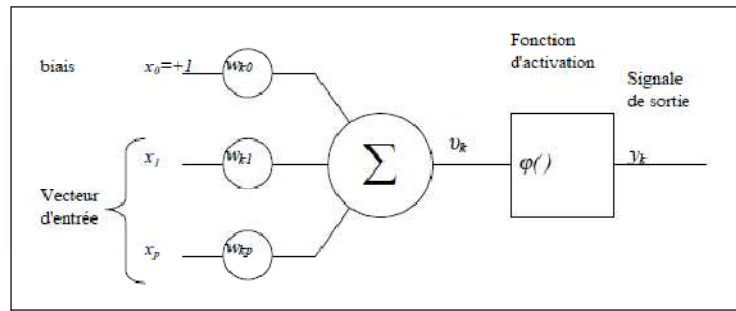 Fonction
d'activation
Signale
de sortie
biais
x0=+1
wk0
x1
wk1
Σ
υk
φ(·)
yk
Vecteur
d'entrée
xp
wkp